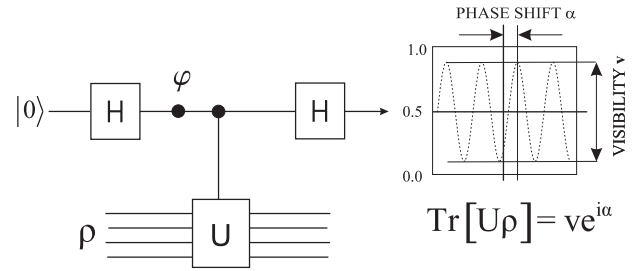 PHASE SHIFT α
φ
1.0
|0⟩
H
H
0.5
VISIBILITY v
0.0
ρ
U
Tr[Uρ] = ve^{iα}